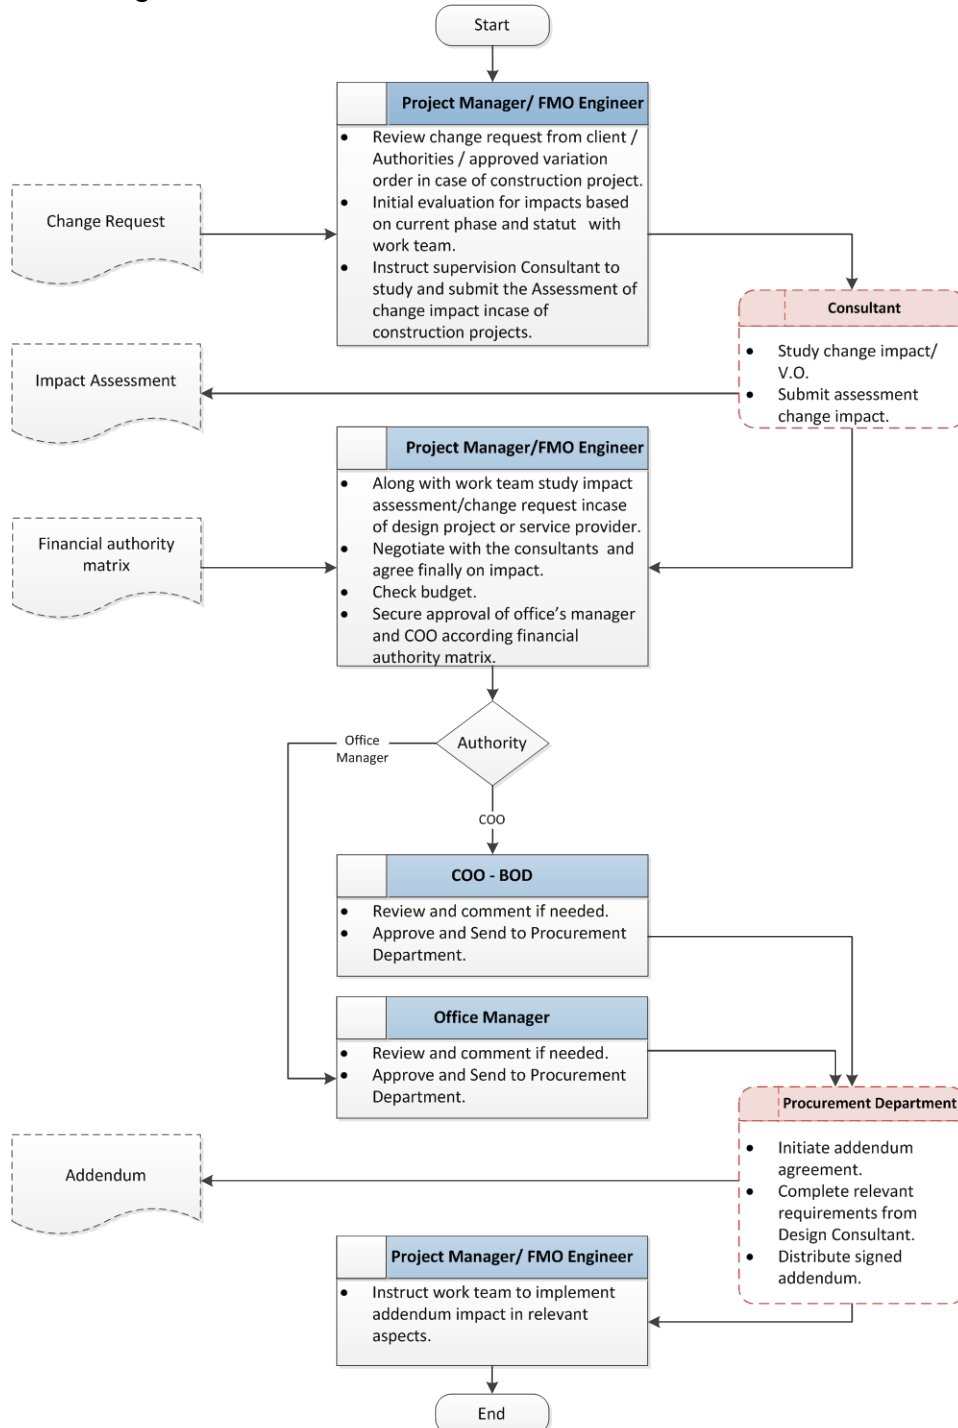 Start
Project Manager/ FMO Engineer
● Review change request from client /
Authorities / approved variation
order in case of construction project.
● Initial evaluation for impacts based
on current phase and statut with
work team.
● Instruct supervision Consultant to
study and submit the Assessment of
change impact incase of
construction projects.
Change Request
Consultant
● Study change impact/
V.O.
● Submit assessment
change impact.
Impact Assessment
Project Manager/FMO Engineer
● Along with work team study impact
assessment/change request incase
of design project or service provider.
● Negotiate with the consultants and
agree finally on impact.
● Check budget.
● Secure approval of office's manager
and COO according financial
authority matrix.
Financial authority
matrix
Authority
Office
Manager
COO
COO - BOD
● Review and comment if needed.
● Approve and Send to Procurement
Department.
Office Manager
● Review and comment if needed.
● Approve and Send to Procurement
Department.
Procurement Department
● Initiate addendum
agreement.
● Complete relevant
requirements from
Design Consultant.
● Distribute signed
addendum.
Addendum
Project Manager/ FMO Engineer
● Instruct work team to implement
addendum impact in relevant
aspects.
End